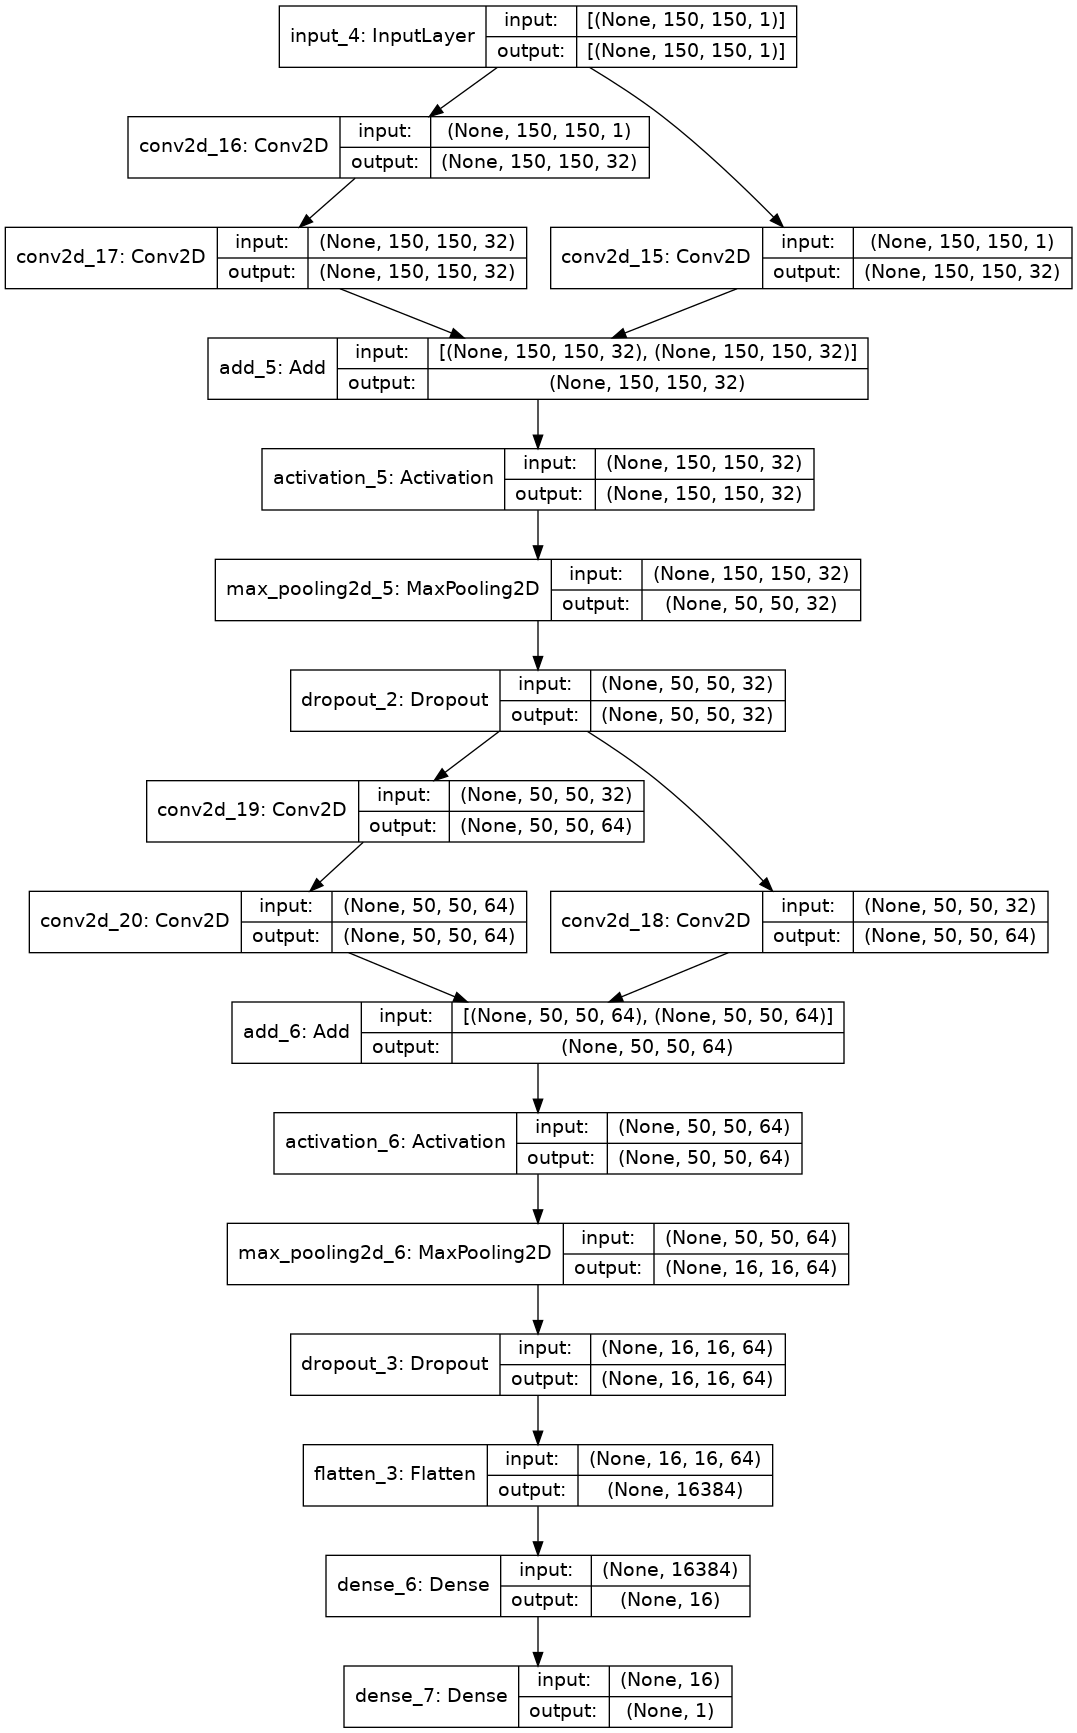 input_4: InputLayer
input:
[(None, 150, 150, 1)]
output:
[(None, 150, 150, 1)]
conv2d_16: Conv2D
input:
(None, 150, 150, 1)
output:
(None, 150, 150, 32)
conv2d_17: Conv2D
input:
(None, 150, 150, 32)
output:
(None, 150, 150, 32)
conv2d_15: Conv2D
input:
(None, 150, 150, 1)
output:
(None, 150, 150, 32)
add_5: Add
input:
[(None, 150, 150, 32), (None, 150, 150, 32)]
output:
(None, 150, 150, 32)
activation_5: Activation
input:
(None, 150, 150, 32)
output:
(None, 150, 150, 32)
max_pooling2d_5: MaxPooling2D
input:
(None, 150, 150, 32)
output:
(None, 50, 50, 32)
dropout_2: Dropout
input:
(None, 50, 50, 32)
output:
(None, 50, 50, 32)
conv2d_19: Conv2D
input:
(None, 50, 50, 32)
output:
(None, 50, 50, 64)
conv2d_20: Conv2D
input:
(None, 50, 50, 64)
output:
(None, 50, 50, 64)
conv2d_18: Conv2D
input:
(None, 50, 50, 32)
output:
(None, 50, 50, 64)
add_6: Add
input:
[(None, 50, 50, 64), (None, 50, 50, 64)]
output:
(None, 50, 50, 64)
activation_6: Activation
input:
(None, 50, 50, 64)
output:
(None, 50, 50, 64)
max_pooling2d_6: MaxPooling2D
input:
(None, 50, 50, 64)
output:
(None, 16, 16, 64)
dropout_3: Dropout
input:
(None, 16, 16, 64)
output:
(None, 16, 16, 64)
flatten_3: Flatten
input:
(None, 16, 16, 64)
output:
(None, 16384)
dense_6: Dense
input:
(None, 16384)
output:
(None, 16)
dense_7: Dense
input:
(None, 16)
output:
(None, 1)